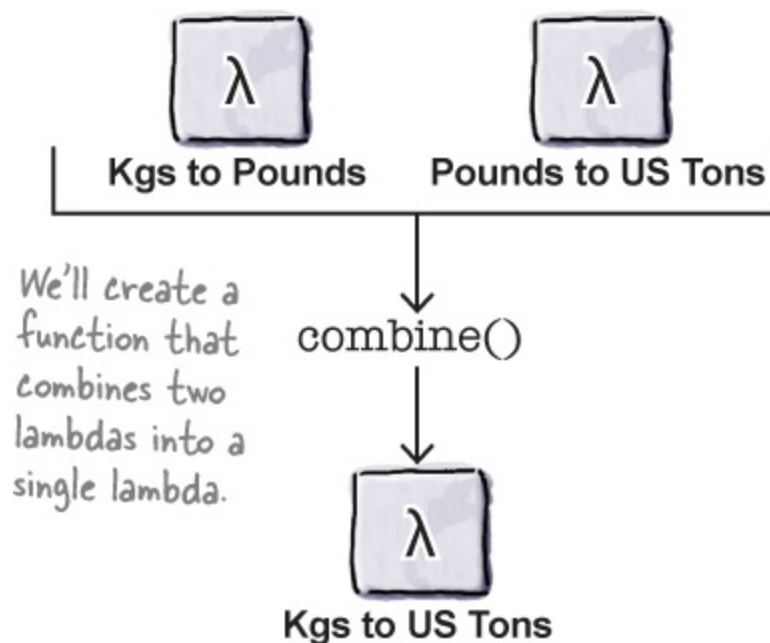 λ λ
Kgs to Pounds Pounds to US Tons
We'll create a
function that
combines two
lambdas into a
single lambda.
combine()
λ
Kgs to US Tons